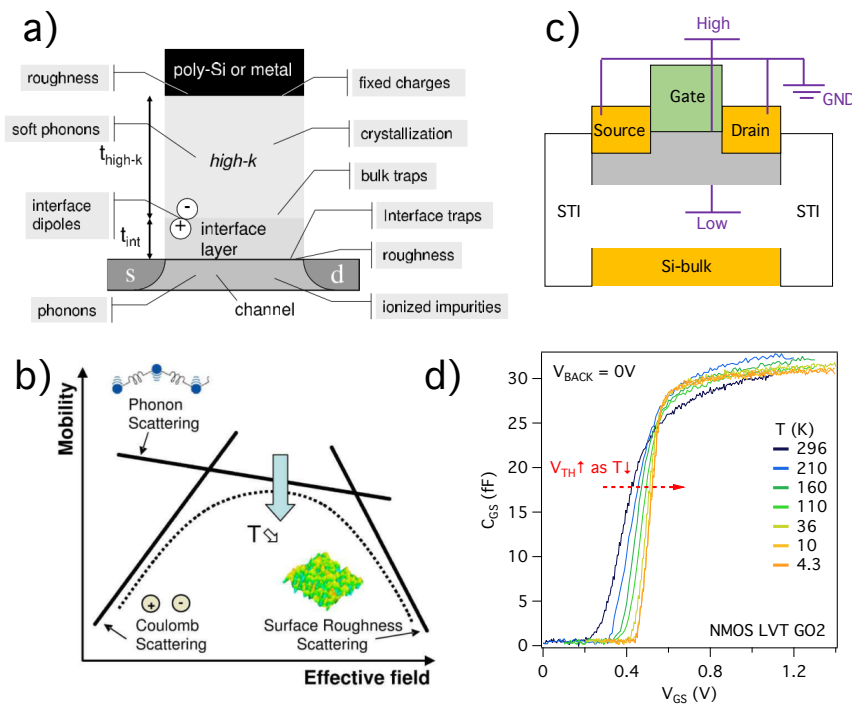 a)
poly-Si or metal
roughness
fixed charges
soft phonons
crystallization
t_high-k
high-k
bulk traps
interface
dipoles
-
+
Interface traps
t_int
interface
layer
roughness
s
d
phonons
channel
ionized impurities
c)
High
GND
Gate
Source
Drain
STI
STI
Low
Si-bulk
b)
Mobility
Phonon
Scattering
T⇘
+
-
Coulomb
Scattering
Surface Roughness
Scattering
Effective field
d)
V_BACK = 0V
30
25
20
15
10
5
0
C_GS (fF)
V_TH↑ as T↓
T (K)
296
210
160
110
36
10
4.3
NMOS LVT GO2
0
0.4
0.8
1.2
V_GS (V)